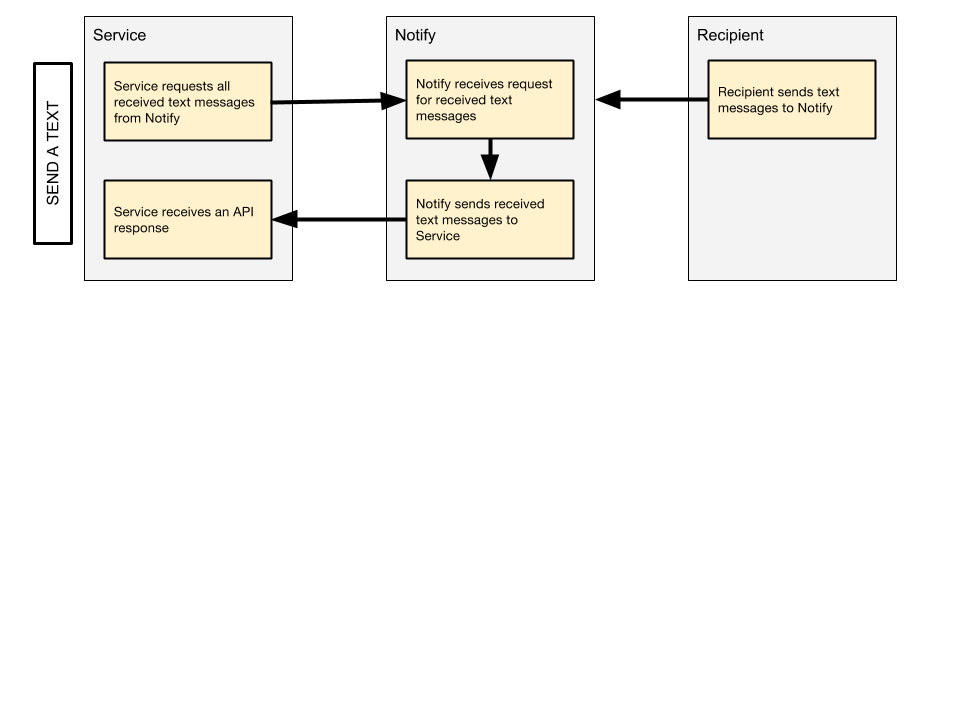 SEND A TEXT
Service
Service requests all
received text messages
from Notify
Service receives an API
response
Notify
Notify receives request
for received text
messages
Notify sends received
text messages to
Service
Recipient
Recipient sends text
messages to Notify